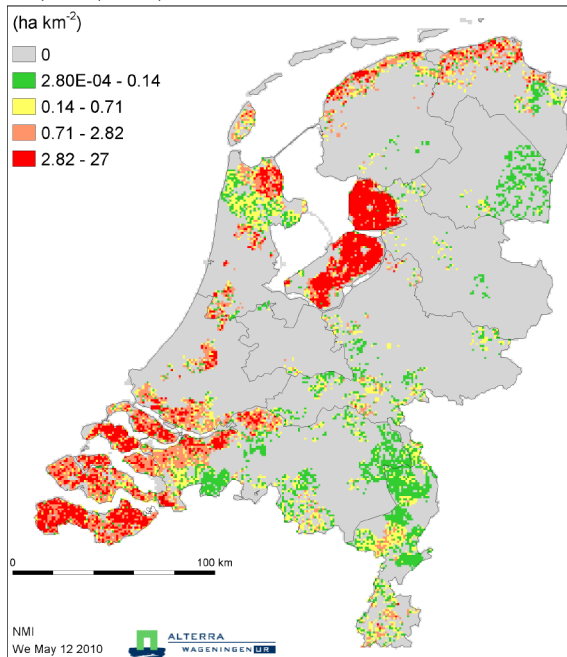 (ha km-2)
0
2.80E-04 - 0.14
0.14 - 0.71
0.71 - 2.82
2.82 - 27
0 100 km
NMI
We May 12 2010
ALTERRA
WAGENINGEN UR